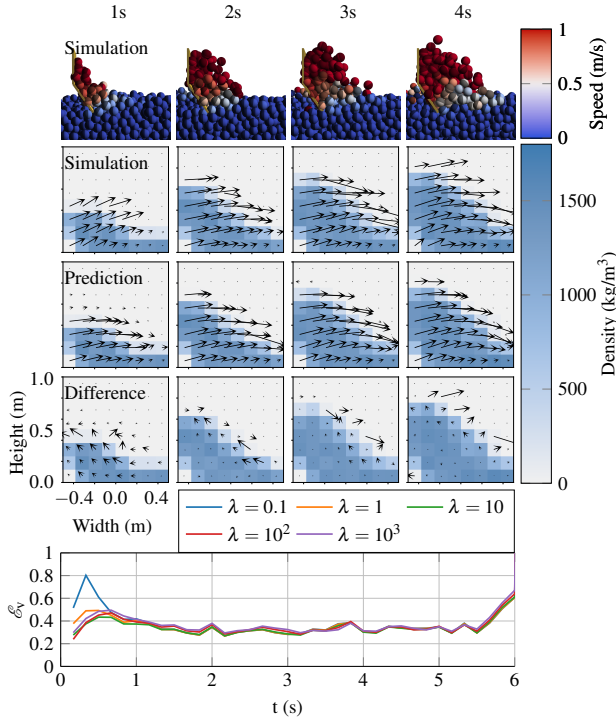 1s 2s 3s 4s
Simulation
1
0.5
0
Speed (m/s)
Simulation
Prediction
Difference
1500
1000
500
0
Density (kg/m³)
1.0
0.5
0.0
Height (m)
−0.4 0.0 0.4
Width (m)
λ = 0.1 λ = 1 λ = 10
λ = 10² λ = 10³
1
0.8
0.6
0.4
0.2
0
ℰᵥ
0 1 2 3 4 5 6
t (s)